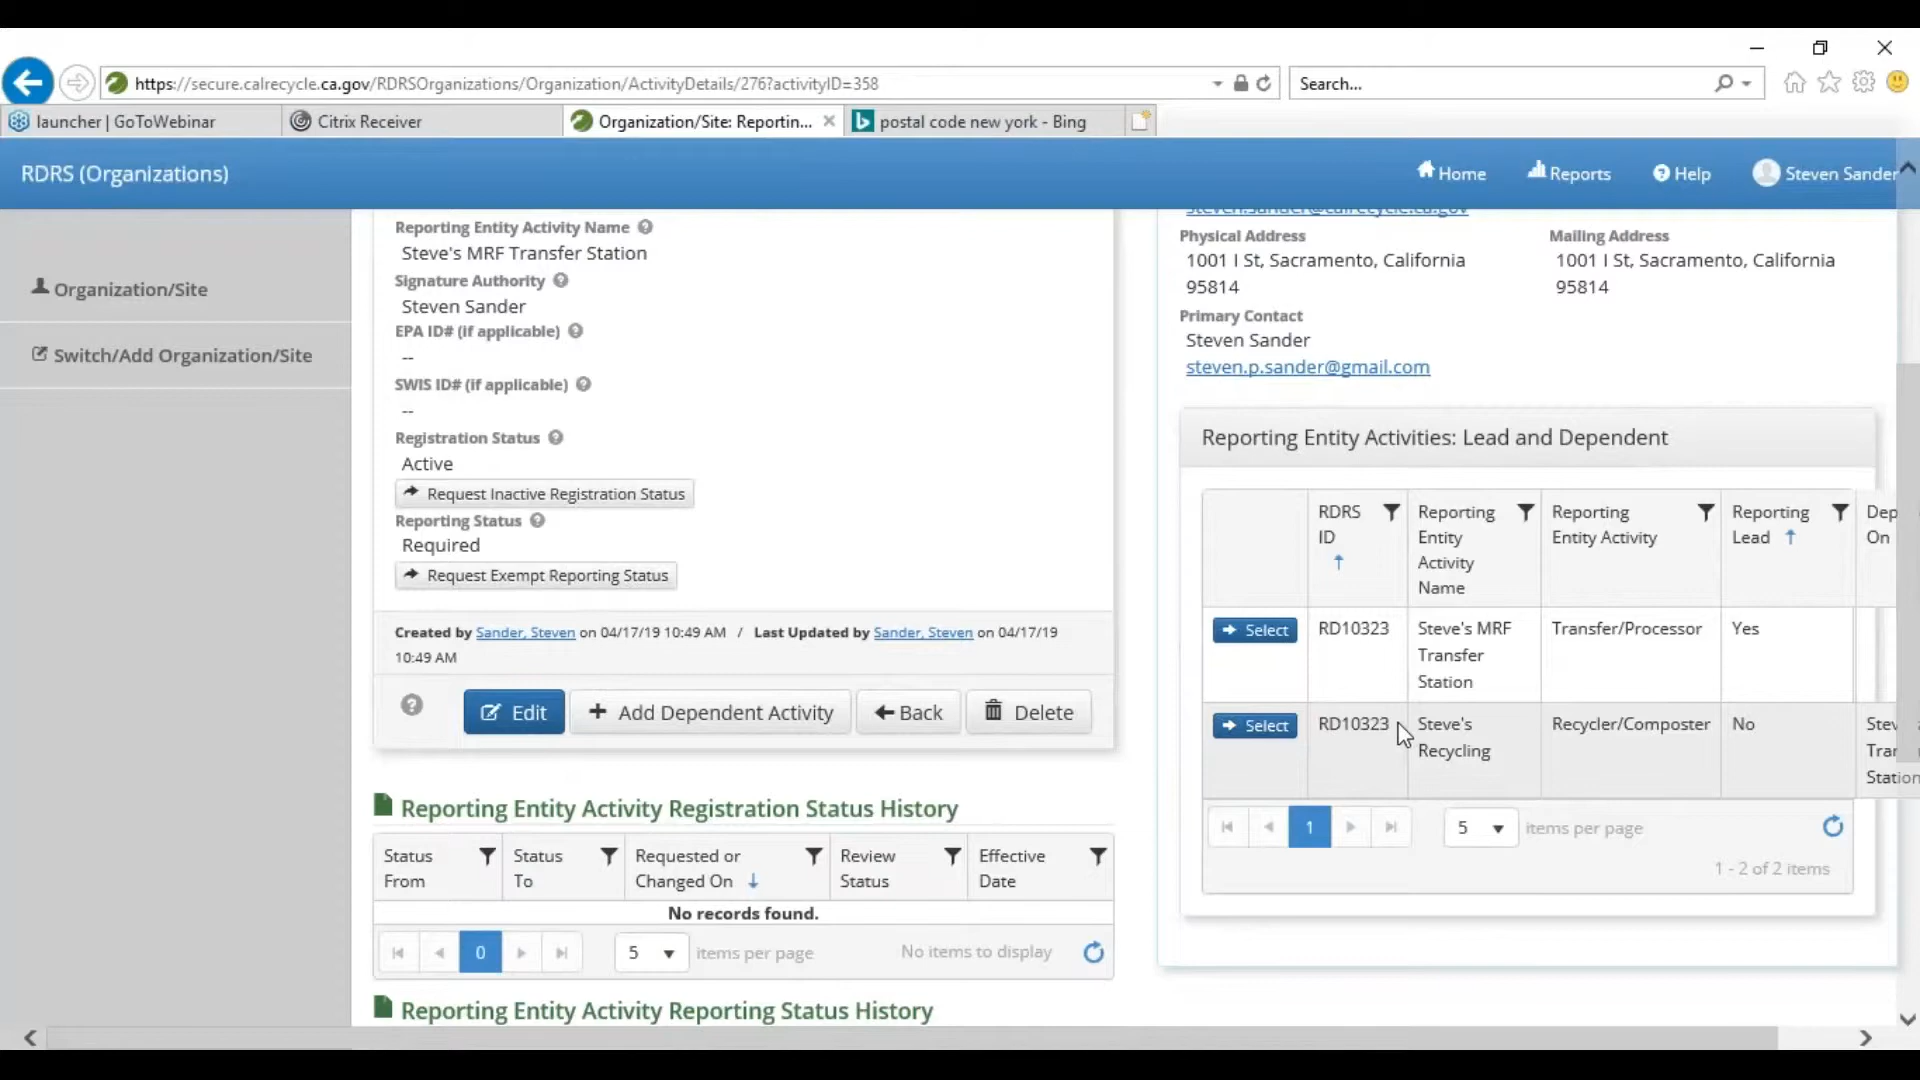 https://secure.calrecycle.ca.gov/RDRSOrganizations/Organization/ActivityDetails/276?activityID=358
Search...
launcher | GoToWebinar
Citrix Receiver
Organization/Site: Reportin...
postal code new york - Bing
RDRS (Organizations)
Home
Reports
Help
Steven Sander
Organization/Site
Switch/Add Organization/Site
Reporting Entity Activity Name
Steve's MRF Transfer Station
Signature Authority
Steven Sander
EPA ID# (if applicable)
--
SWIS ID# (if applicable)
--
Registration Status
Active
Request Inactive Registration Status
Reporting Status
Required
Request Exempt Reporting Status
Created by Sander, Steven on 04/17/19 10:49 AM / Last Updated by Sander, Steven on 04/17/19
10:49 AM
Edit
Add Dependent Activity
Back
Delete
Reporting Entity Activity Registration Status History
Status From
Status To
Requested or Changed On
Review Status
Effective Date
No records found.
0
5
items per page
No items to display
Reporting Entity Activity Reporting Status History
steven.sander@calrecycle.ca.gov
Physical Address
1001 I St, Sacramento, California
95814
Mailing Address
1001 I St, Sacramento, California
95814
Primary Contact
Steven Sander
steven.p.sander@gmail.com
Reporting Entity Activities: Lead and Dependent
RDRS ID
Reporting Entity Activity Name
Reporting Entity Activity
Reporting Lead
Dep
On
Select
RD10323
Steve's MRF Transfer Station
Transfer/Processor
Yes
Select
RD10323
Steve's Recycling
Recycler/Composter
No
Stev
Tran
Station
1
5
items per page
1 - 2 of 2 items